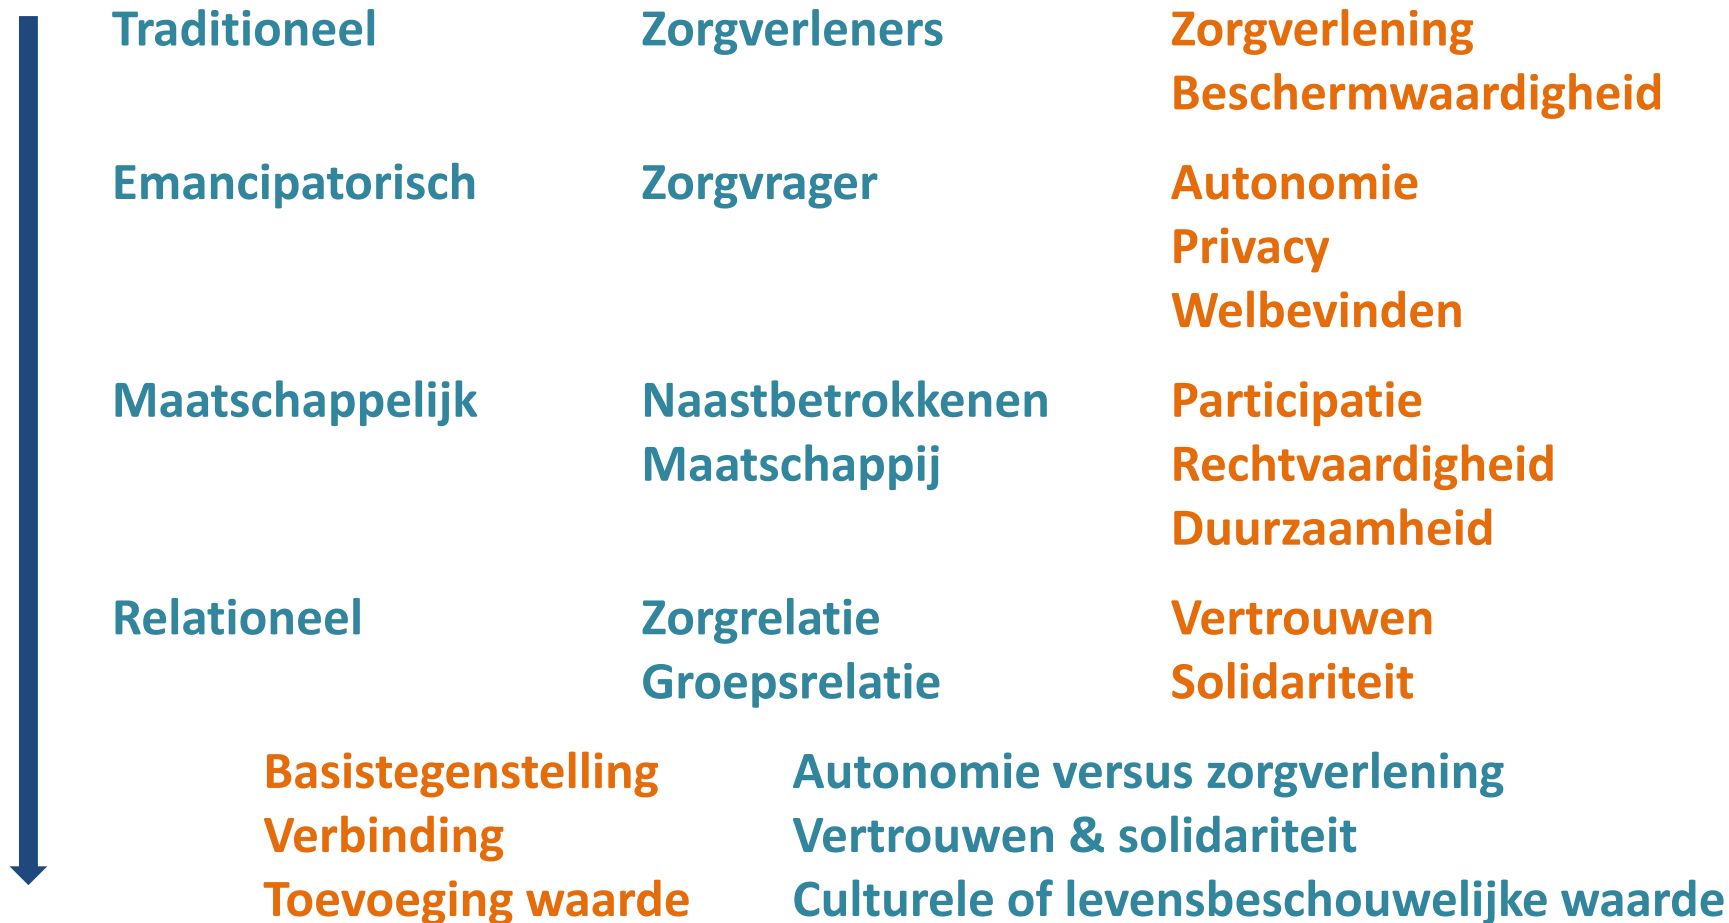 Traditioneel Zorgverleners Zorgverlening
Beschermwaardigheid
Emancipatorisch Zorgvrager Autonomie
Privacy
Welbevinden
Maatschappelijk Naastbetrokkenen Participatie
Maatschappij Rechtvaardigheid
Duurzaamheid
Relationeel Zorgrelatie Vertrouwen
Groepsrelatie Solidariteit
Basistegenstelling Autonomie versus zorgverlening
Verbinding Vertrouwen & solidariteit
Toevoeging waarde Culturele of levensbeschouwelijke waarde